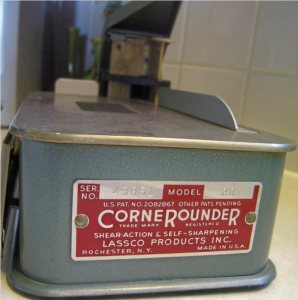 SER. NO. MODEL 20
U.S. PAT. NO 2082867 OTHER PATS. PENDING
CORNEROUNDER
TRADE MARK REGISTERED
SHEAR-ACTION & SELF-SHARPENING
LASSCO PRODUCTS INC.
ROCHESTER, N.Y. MADE IN U.S.A.